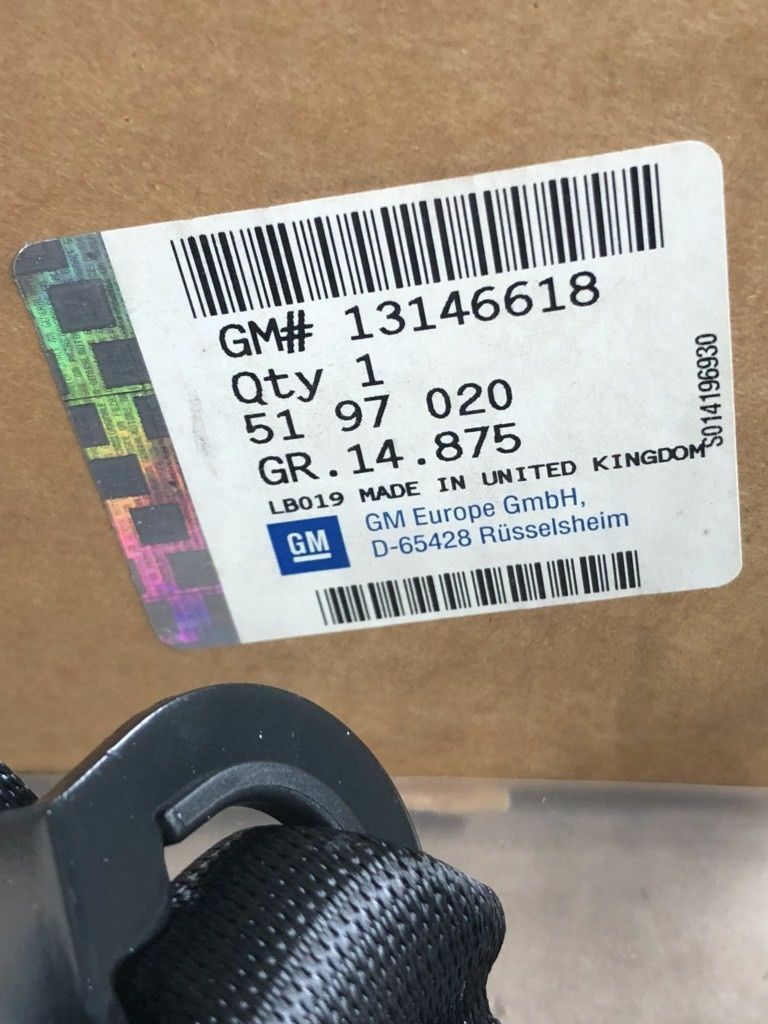 GM# 13146618
Qty 1
51 97 020
GR.14.875
LB019 MADE IN UNITED KINGDOM
S014196930
GM
GM Europe GmbH,
D-65428 Rüsselsheim